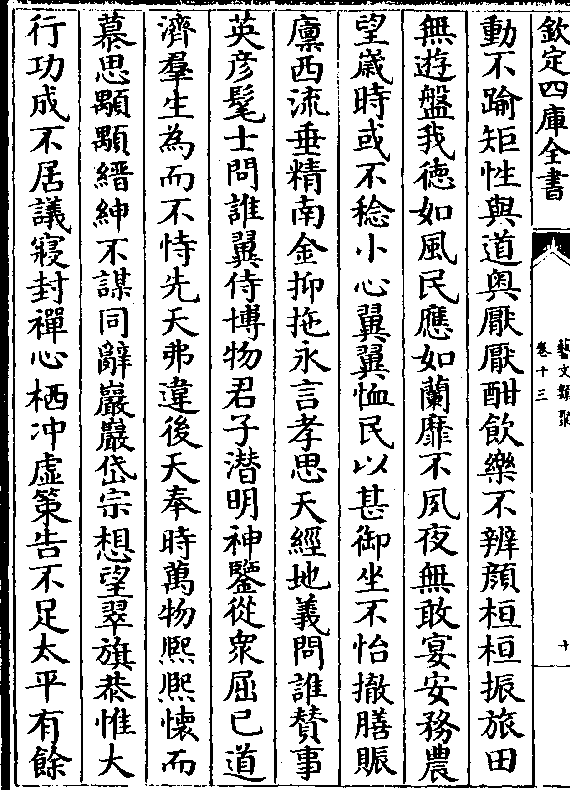 欽定四庫全書
藝文類聚
卷十三
十
動不踰矩性與道奥厭厭酣飲樂不辨顔桓桓振旅田
無遊盤我徳如風民應如蘭靡不夙夜無敢宴安務農
望歳時或不稔小心翼翼恤民以甚御坐不怡撤膳賑
廪西流垂精南金抑拖永言孝思天經地義問誰賛事
英彦髦士問誰翼侍博物君子潜明神鑒從衆屈已道
濟羣生為而不恃先天弗違後天奉時萬物熙熙懐而
慕思顒顒縉紳不謀同辭巖巖岱宗想望翠旗恭惟大
行功成不居議寢封禪心栖冲虚策告不足太平有餘